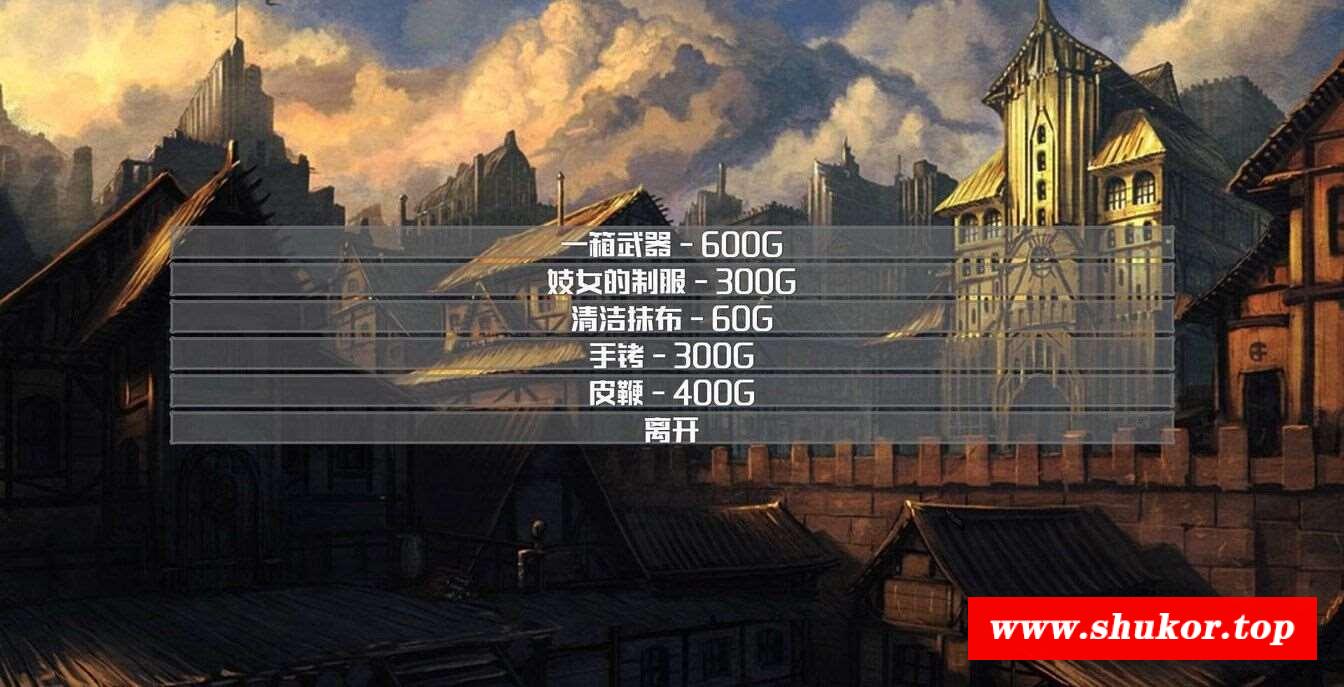 一箱武器 - 600G
妓女的制服 - 300G
清洁抹布 - 60G
手铐 - 300G
皮鞭 - 400G
离开
www.shukor.top